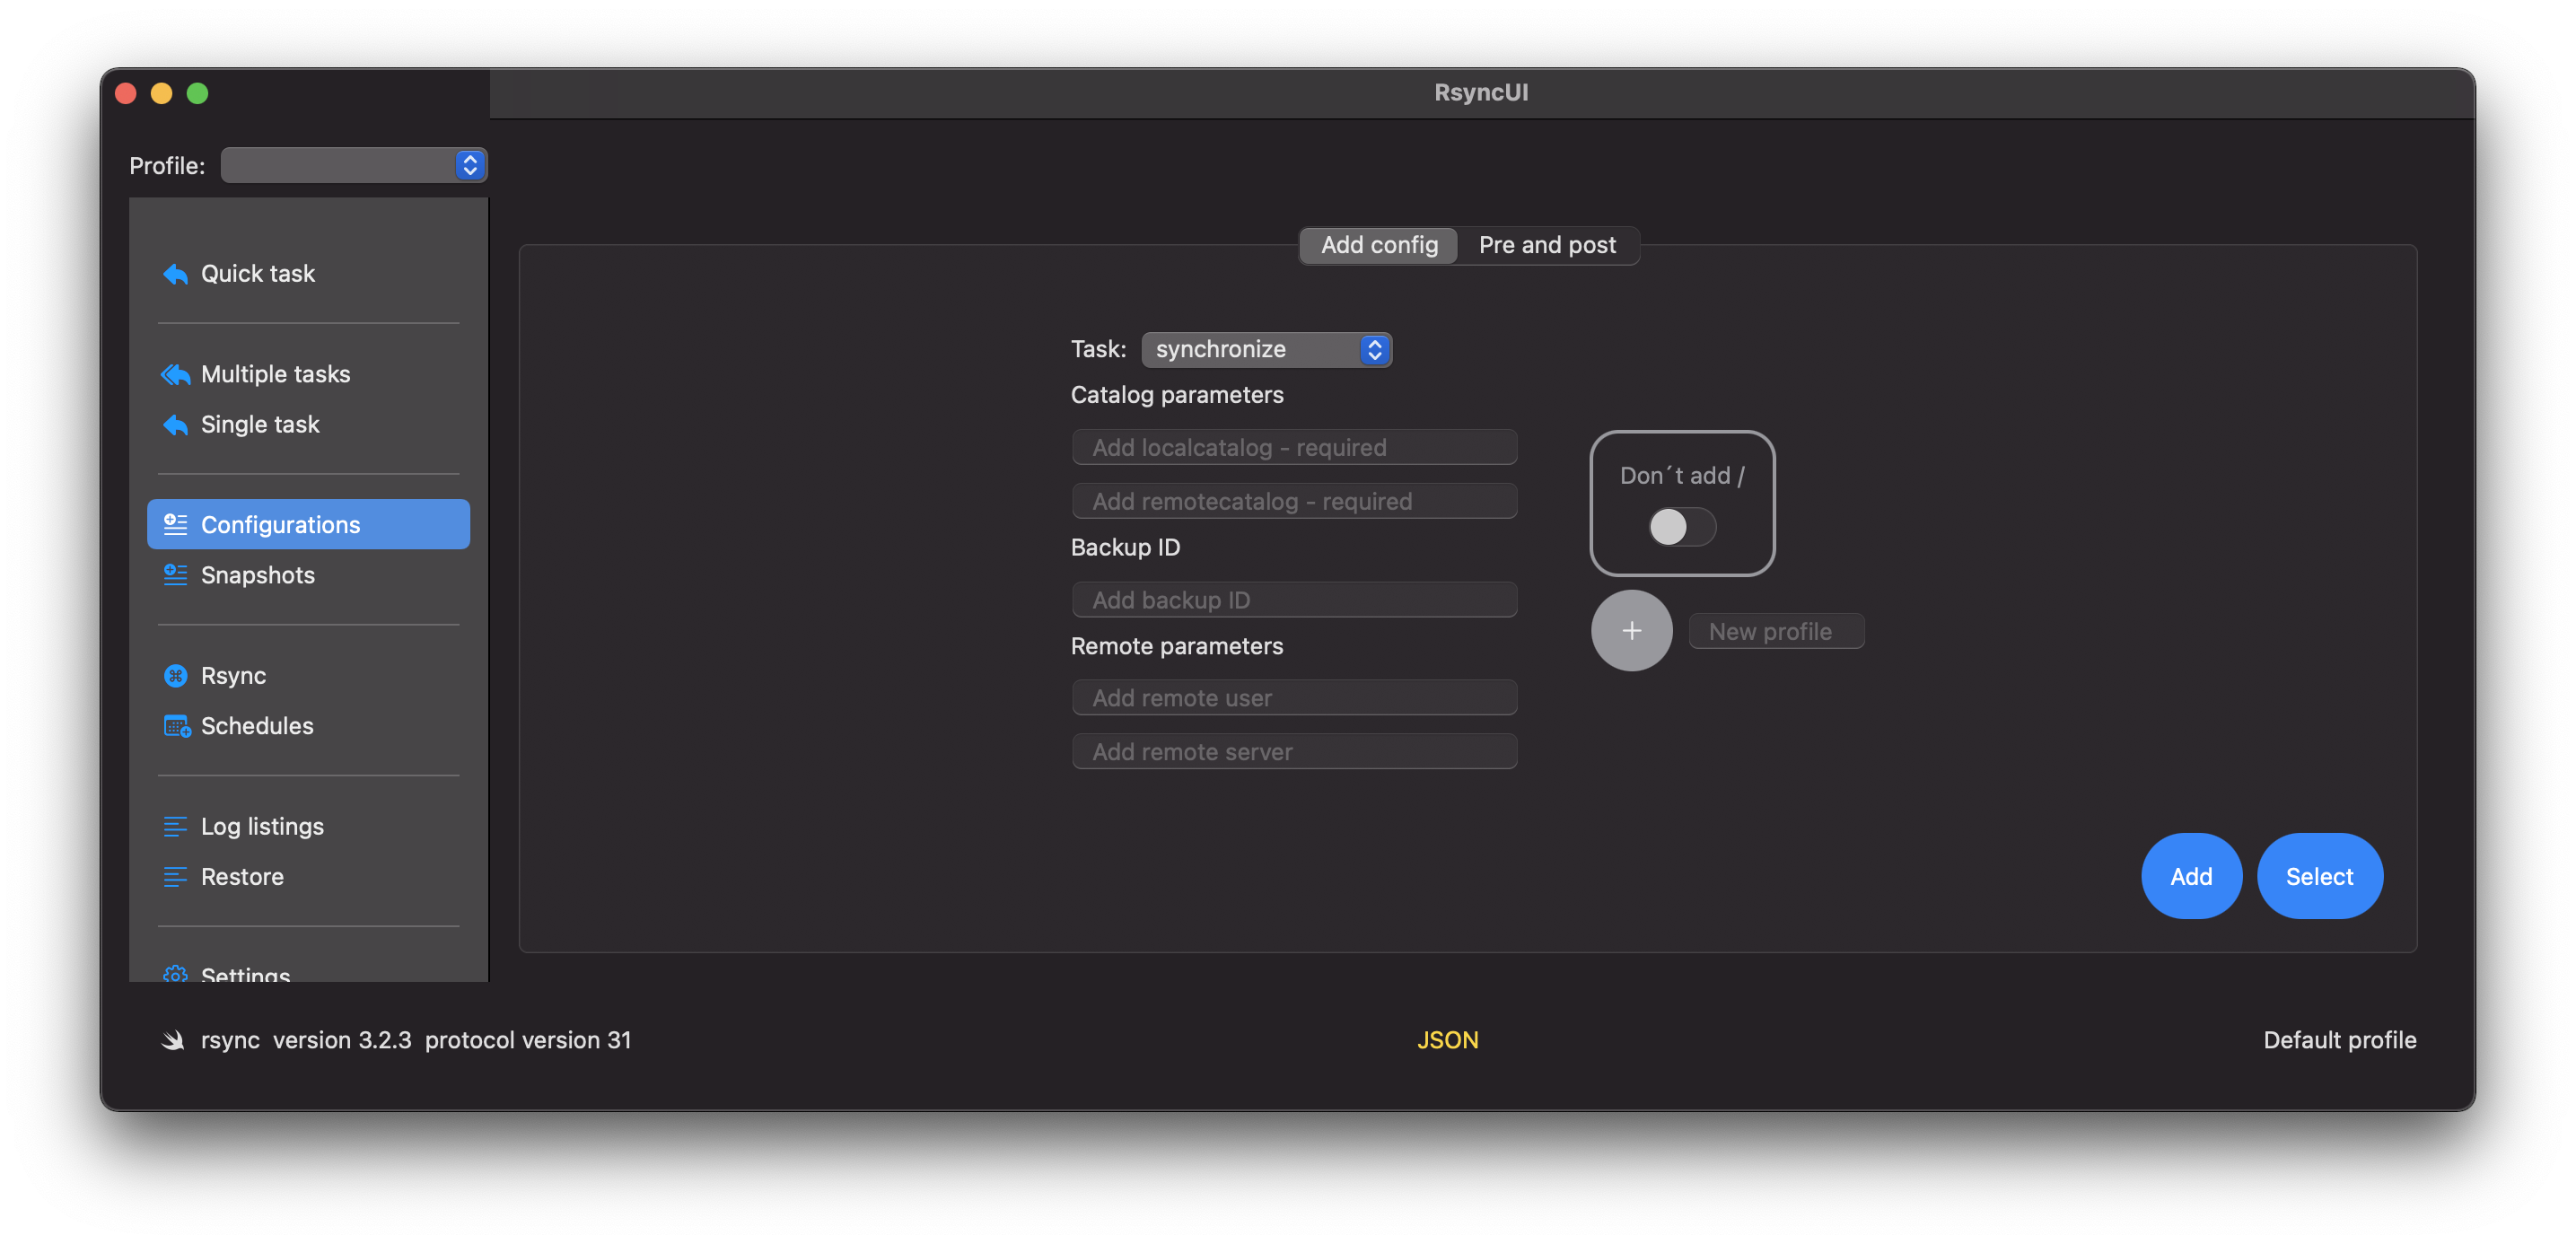 RsyncUI
Profile:
Quick task
Multiple tasks
Single task
Configurations
Snapshots
Rsync
Schedules
Log listings
Restore
Settings
Add config Pre and post
Task: synchronize
Catalog parameters
Add localcatalog - required
Add remotecatalog - required
Don´t add /
Backup ID
Add backup ID
New profile
Remote parameters
Add remote user
Add remote server
Add Select
rsync version 3.2.3 protocol version 31
JSON
Default profile